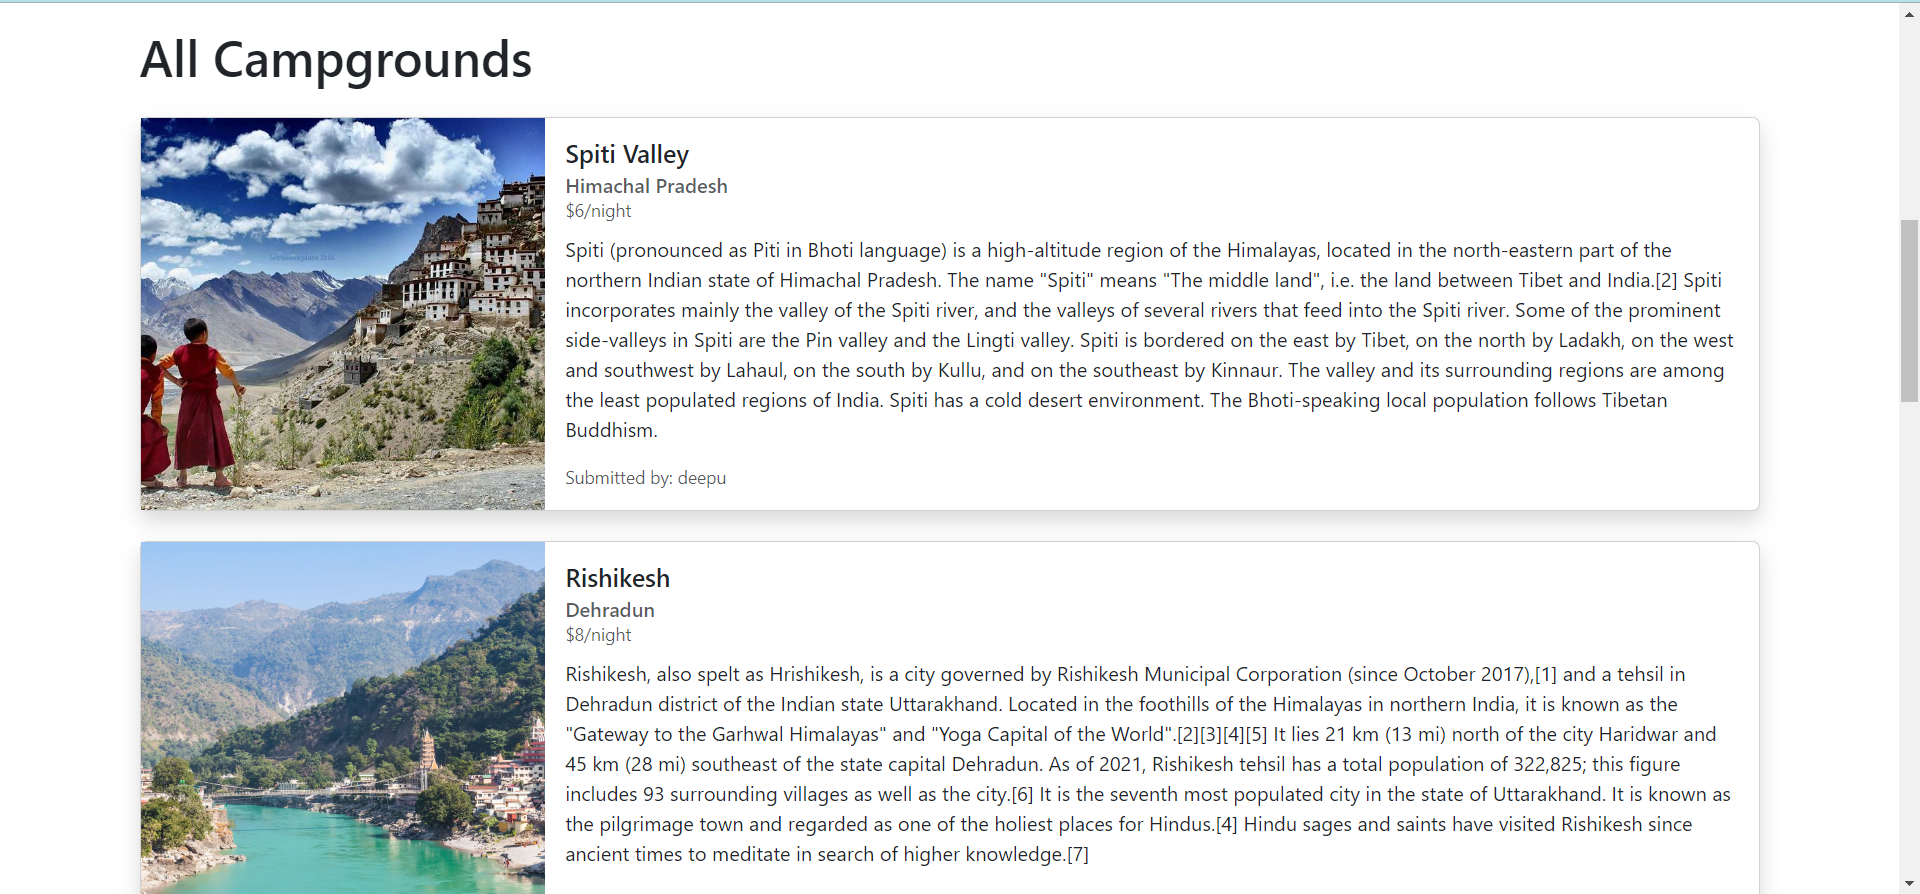 All Campgrounds
Spiti Valley
Himachal Pradesh
$6/night
Spiti (pronounced as Piti in Bhoti language) is a high-altitude region of the Himalayas, located in the north-eastern part of the
northern Indian state of Himachal Pradesh. The name "Spiti" means "The middle land", i.e. the land between Tibet and India.[2] Spiti
incorporates mainly the valley of the Spiti river, and the valleys of several rivers that feed into the Spiti river. Some of the prominent
side-valleys in Spiti are the Pin valley and the Lingti valley. Spiti is bordered on the east by Tibet, on the north by Ladakh, on the west
and southwest by Lahaul, on the south by Kullu, and on the southeast by Kinnaur. The valley and its surrounding regions are among
the least populated regions of India. Spiti has a cold desert environment. The Bhoti-speaking local population follows Tibetan
Buddhism.
Submitted by: deepu
Rishikesh
Dehradun
$8/night
Rishikesh, also spelt as Hrishikesh, is a city governed by Rishikesh Municipal Corporation (since October 2017),[1] and a tehsil in
Dehradun district of the Indian state Uttarakhand. Located in the foothills of the Himalayas in northern India, it is known as the
"Gateway to the Garhwal Himalayas" and "Yoga Capital of the World".[2][3][4][5] It lies 21 km (13 mi) north of the city Haridwar and
45 km (28 mi) southeast of the state capital Dehradun. As of 2021, Rishikesh tehsil has a total population of 322,825; this figure
includes 93 surrounding villages as well as the city.[6] It is the seventh most populated city in the state of Uttarakhand. It is known as
the pilgrimage town and regarded as one of the holiest places for Hindus.[4] Hindu sages and saints have visited Rishikesh since
ancient times to meditate in search of higher knowledge.[7]